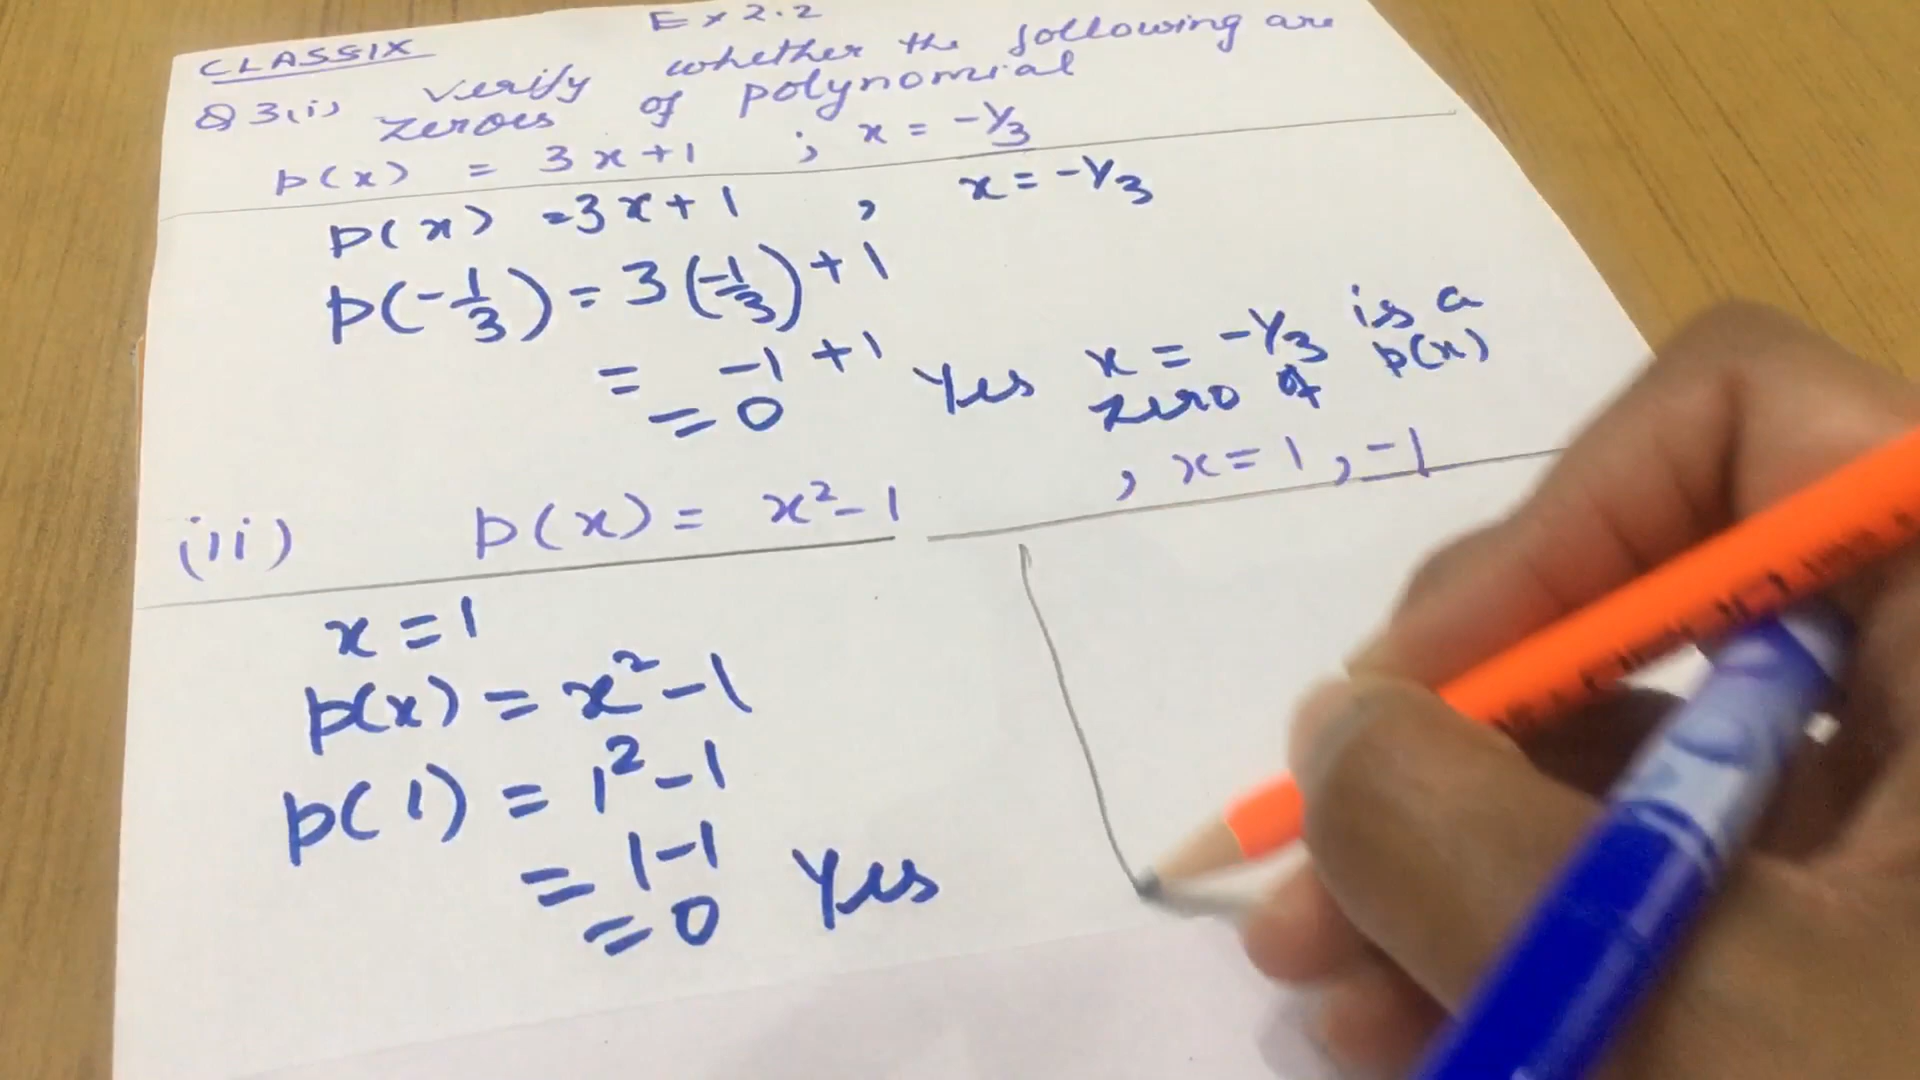 Ex 2.2
CLASS IX
Q 3(i) Verify whether the following are
zeroes of polynomial
p(x) = 3x+1 ; x = -1/3
p(x) = 3x+1 , x = -1/3
p(-1/3) = 3(-1/3) + 1
= -1 + 1
= 0 Yes x = -1/3 is a
zero of p(x)
(iii) p(x) = x²-1 , x = 1, -1
x = 1
p(x) = x²-1
p(1) = 1²-1
= 1-1
= 0 Yes